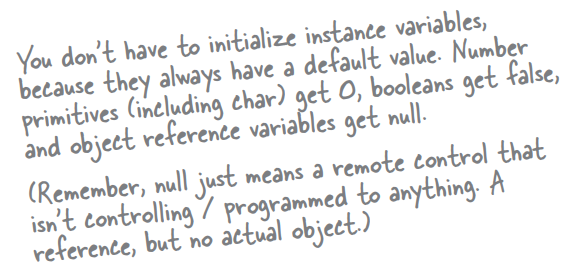 You don't have to initialize instance variables,
because they always have a default value. Number
primitives (including char) get 0, booleans get false,
and object reference variables get null.
(Remember, null just means a remote control that
isn't controlling / programmed to anything. A
reference, but no actual object.)